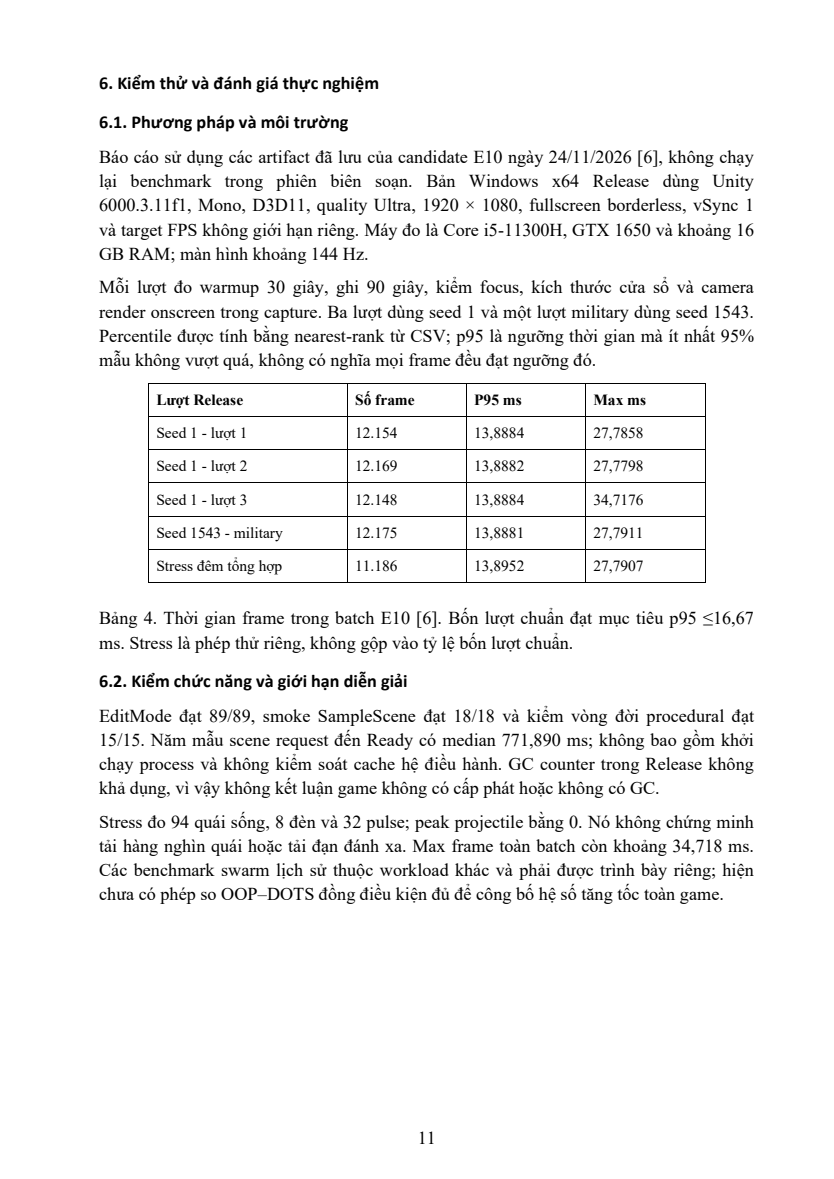 6. Kiểm thử và đánh giá thực nghiệm
6.1. Phương pháp và môi trường
Báo cáo sử dụng các artifact đã lưu của candidate E10 ngày 24/11/2026 [6], không chạy
lại benchmark trong phiên biên soạn. Bản Windows x64 Release dùng Unity
6000.3.11f1, Mono, D3D11, quality Ultra, 1920 × 1080, fullscreen borderless, vSync 1
và target FPS không giới hạn riêng. Máy đo là Core i5-11300H, GTX 1650 và khoảng 16
GB RAM; màn hình khoảng 144 Hz.
Mỗi lượt đo warmup 30 giây, ghi 90 giây, kiểm focus, kích thước cửa sổ và camera
render onscreen trong capture. Ba lượt dùng seed 1 và một lượt military dùng seed 1543.
Percentile được tính bằng nearest-rank từ CSV; p95 là ngưỡng thời gian mà ít nhất 95%
mẫu không vượt quá, không có nghĩa mọi frame đều đạt ngưỡng đó.
Lượt Release Số frame P95 ms Max ms
Seed 1 - lượt 1 12.154 13,8884 27,7858
Seed 1 - lượt 2 12.169 13,8882 27,7798
Seed 1 - lượt 3 12.148 13,8884 34,7176
Seed 1543 - military 12.175 13,8881 27,7911
Stress đêm tổng hợp 11.186 13,8952 27,7907
Bảng 4. Thời gian frame trong batch E10 [6]. Bốn lượt chuẩn đạt mục tiêu p95 ≤16,67
ms. Stress là phép thử riêng, không gộp vào tỷ lệ bốn lượt chuẩn.
6.2. Kiểm chức năng và giới hạn diễn giải
EditMode đạt 89/89, smoke SampleScene đạt 18/18 và kiểm vòng đời procedural đạt
15/15. Năm mẫu scene request đến Ready có median 771,890 ms; không bao gồm khởi
chạy process và không kiểm soát cache hệ điều hành. GC counter trong Release không
khả dụng, vì vậy không kết luận game không có cấp phát hoặc không có GC.
Stress đo 94 quái sống, 8 đèn và 32 pulse; peak projectile bằng 0. Nó không chứng minh
tải hàng nghìn quái hoặc tải đạn đánh xa. Max frame toàn batch còn khoảng 34,718 ms.
Các benchmark swarm lịch sử thuộc workload khác và phải được trình bày riêng; hiện
chưa có phép so OOP–DOTS đồng điều kiện đủ để công bố hệ số tăng tốc toàn game.
11